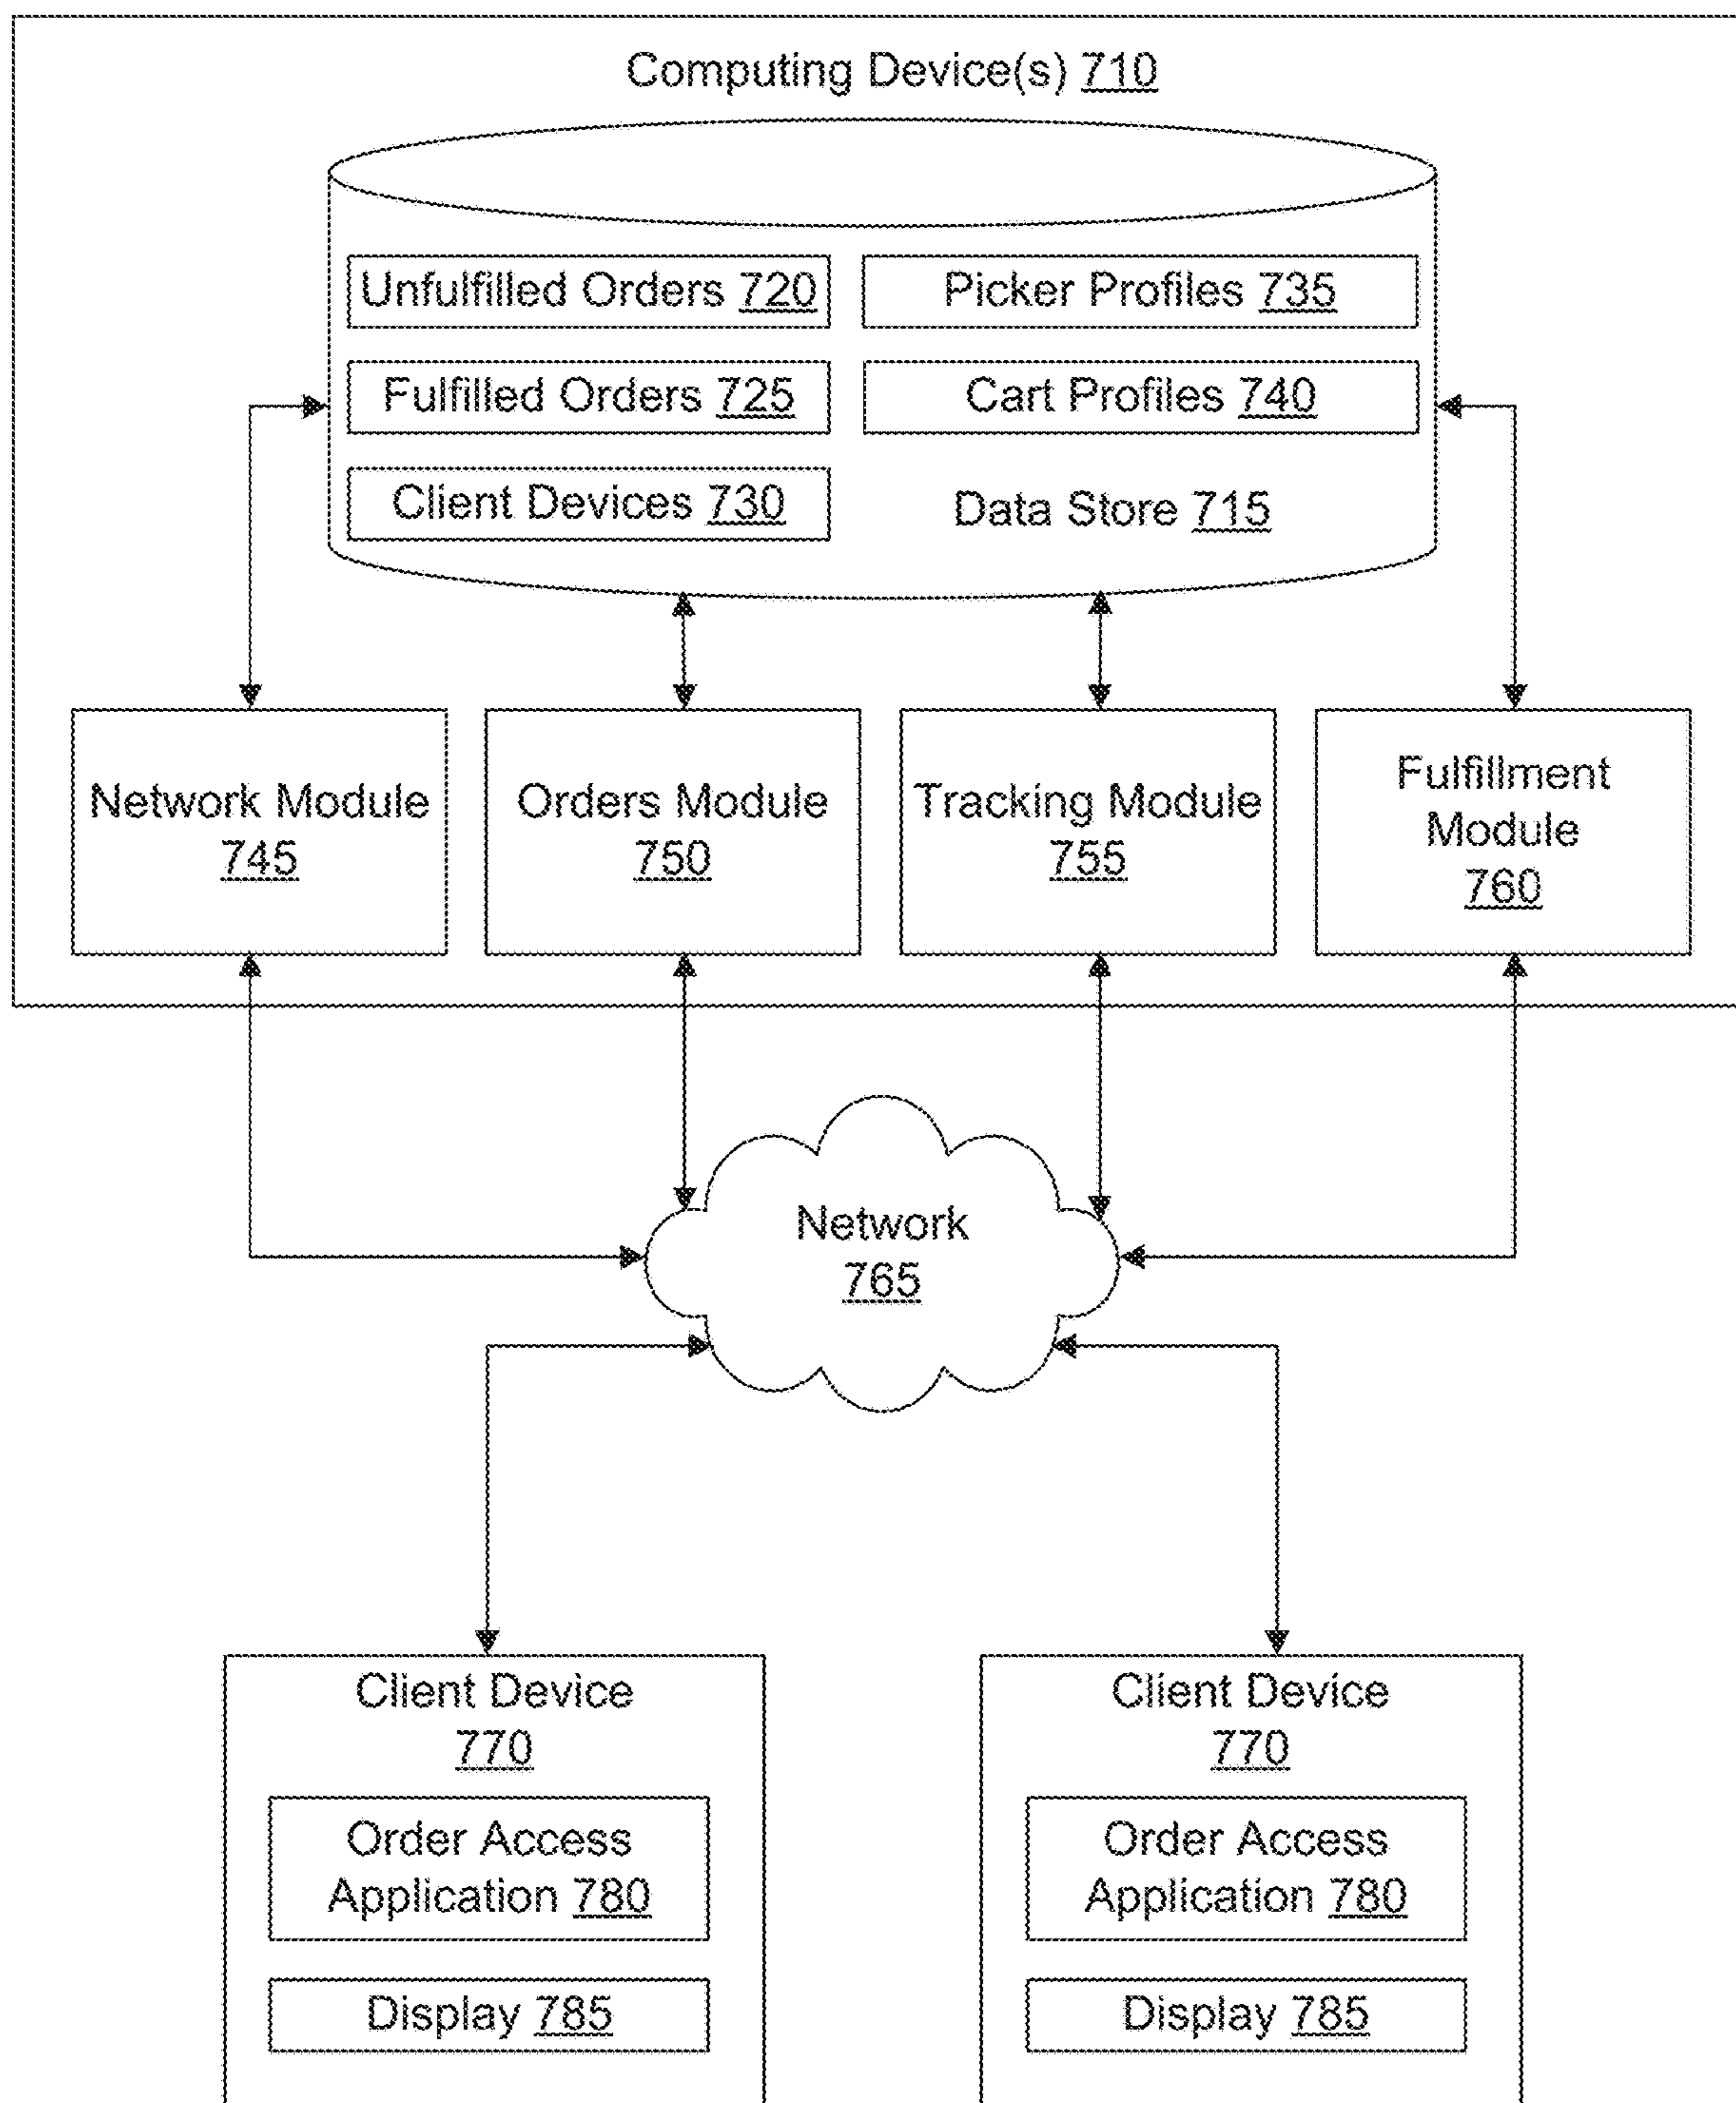 Computing Device(s) 710
Unfulfilled Orders 720
Picker Profiles 735
Fulfilled Orders 725
Cart Profiles 740
Client Devices 730
Data Store 715
Network Module
745
Orders Module
750
Tracking Module
755
Fulfillment
Module
760
Network
765
Client Device
770
Order Access
Application 780
Display 785
Client Device
770
Order Access
Application 780
Display 785